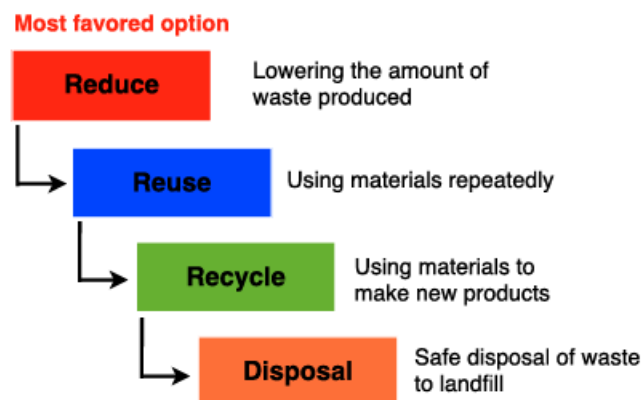 Most favored option
Reduce
Lowering the amount of
waste produced
Reuse
Using materials repeatedly
Recycle
Using materials to
make new products
Disposal
Safe disposal of waste
to landfill